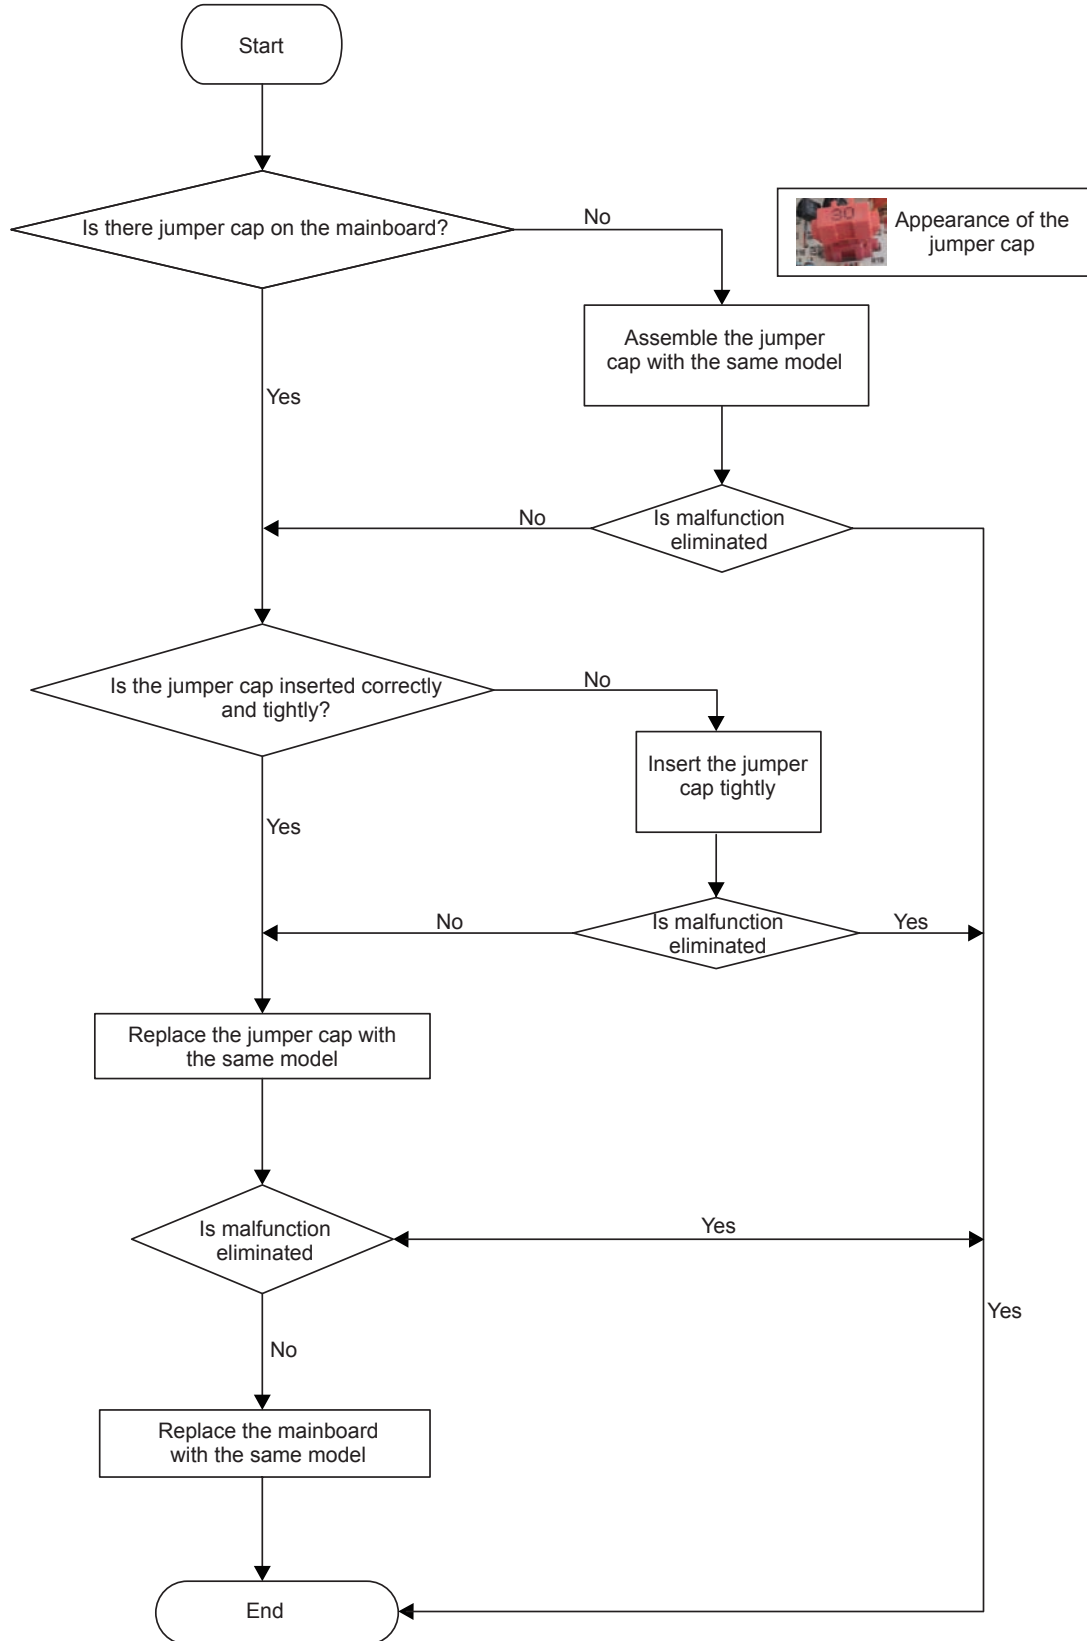 Start
Is there jumper cap on the mainboard?
No
30
Appearance of the
jumper cap
Assemble the jumper
cap with the same model
Yes
No
Is malfunction
eliminated
Is the jumper cap inserted correctly
and tightly?
No
Insert the jumper
cap tightly
Yes
No
Is malfunction
eliminated
Yes
Replace the jumper cap with
the same model
Is malfunction
eliminated
Yes
Yes
No
Replace the mainboard
with the same model
End